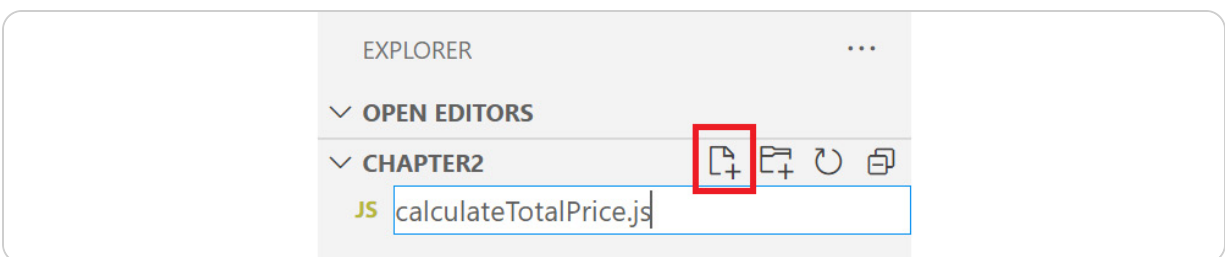 EXPLORER ...
OPEN EDITORS
CHAPTER2
JS calculateTotalPrice.js